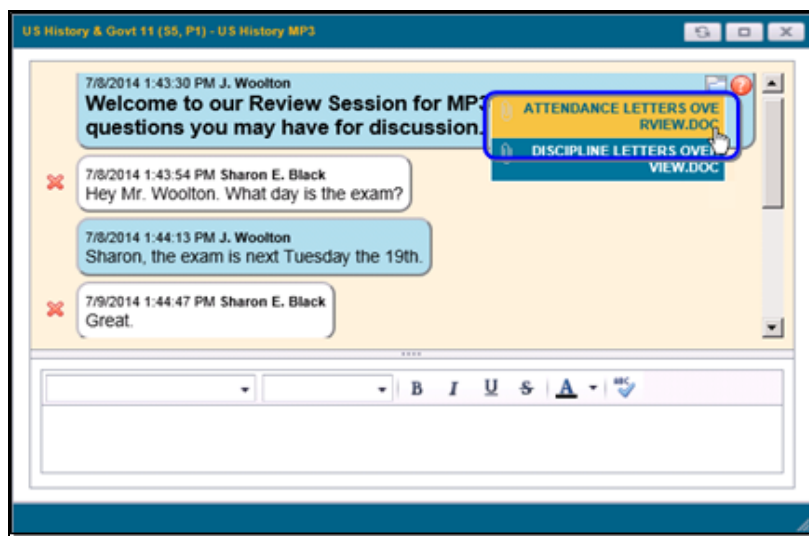 US History & Govt 11 (S5, P1) - US History MP3
7/8/2014 1:43:30 PM J. Woolton
Welcome to our Review Session for MP3
questions you may have for discussion.
ATTENDANCE LETTERS OVE
RVIEW.DOC
DISCIPLINE LETTERS OVER
VIEW.DOC
7/8/2014 1:43:54 PM Sharon E. Black
Hey Mr. Woolton. What day is the exam?
7/8/2014 1:44:13 PM J. Woolton
Sharon, the exam is next Tuesday the 19th.
7/9/2014 1:44:47 PM Sharon E. Black
Great.
B I U S A ABC